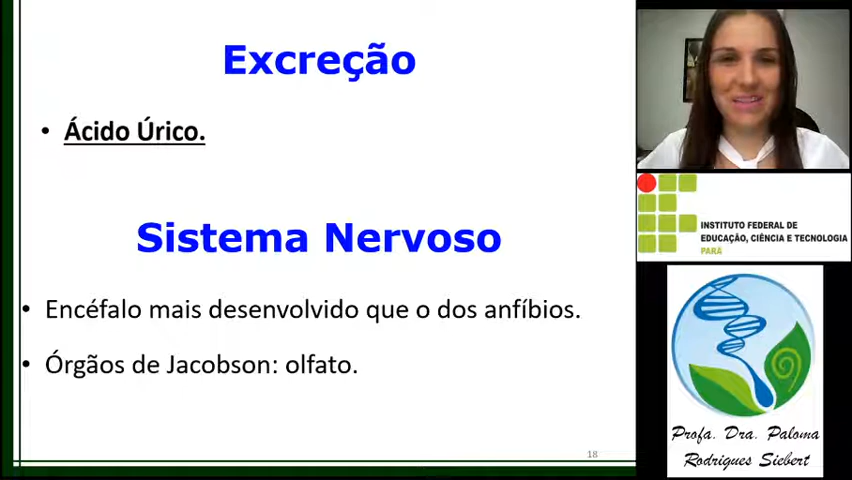 Excreção
• Ácido Úrico.
Sistema Nervoso
• Encéfalo mais desenvolvido que o dos anfíbios.
• Órgãos de Jacobson: olfato.
18
INSTITUTO FEDERAL DE
EDUCAÇÃO, CIÊNCIA E TECNOLOGIA
PARÁ
Profa. Dra. Paloma
Rodrigues Siebert